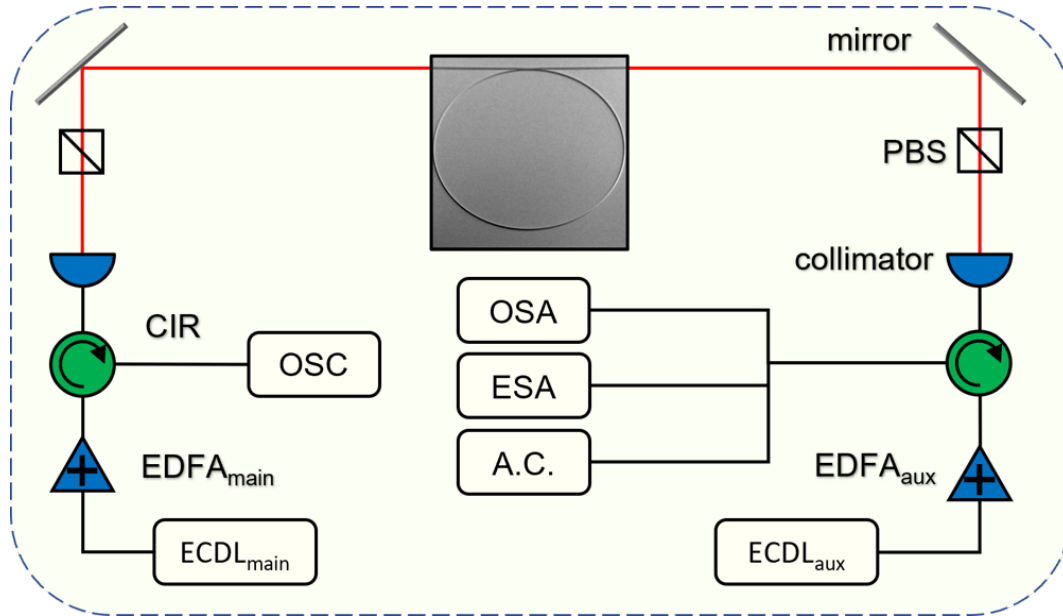 mirror
PBS
collimator
CIR
OSA
OSC
ESA
A.C.
EDFAmain
EDFAaux
ECDLmain
ECDLaux